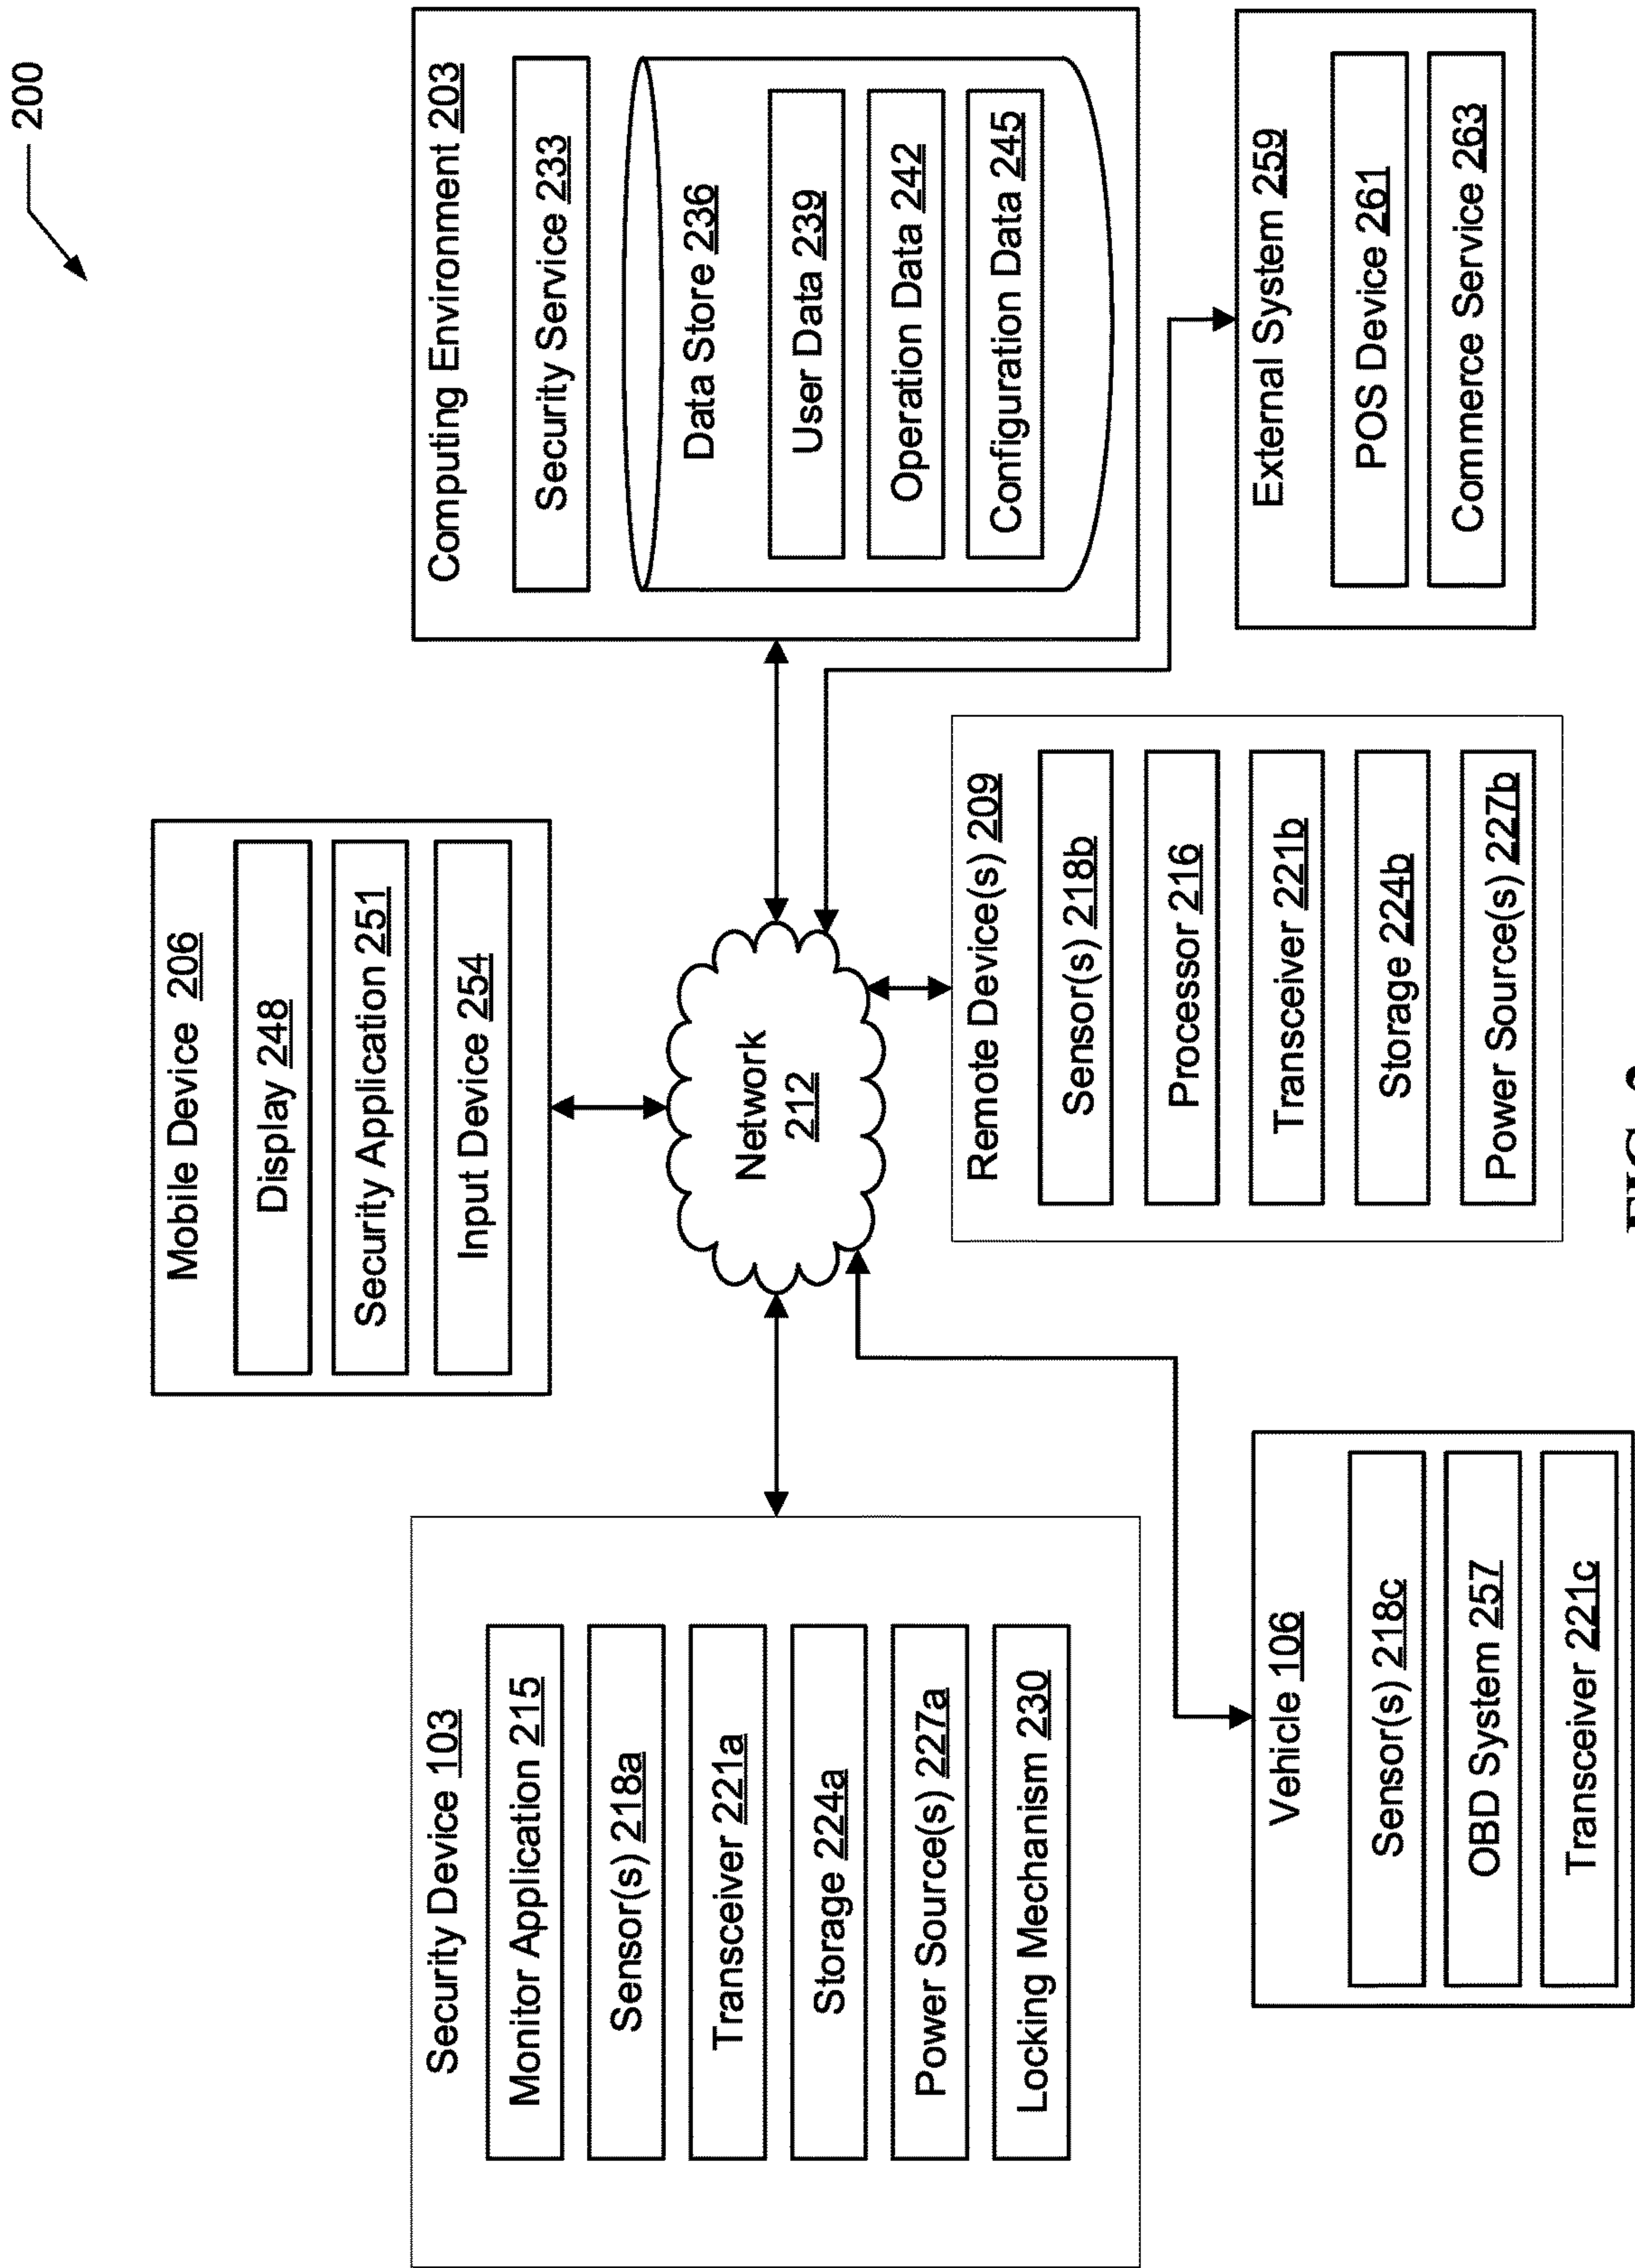 200
Mobile Device 206
Display 248
Security Application 251
Input Device 254
Security Device 103
Monitor Application 215
Sensor(s) 218a
Transceiver 221a
Storage 224a
Power Source(s) 227a
Locking Mechanism 230
Network
212
Computing Environment 203
Security Service 233
Data Store 236
User Data 239
Operation Data 242
Configuration Data 245
Vehicle 106
Sensor(s) 218c
OBD System 257
Transceiver 221c
Remote Device(s) 209
Sensor(s) 218b
Processor 216
Transceiver 221b
Storage 224b
Power Source(s) 227b
External System 259
POS Device 261
Commerce Service 263
FIG.